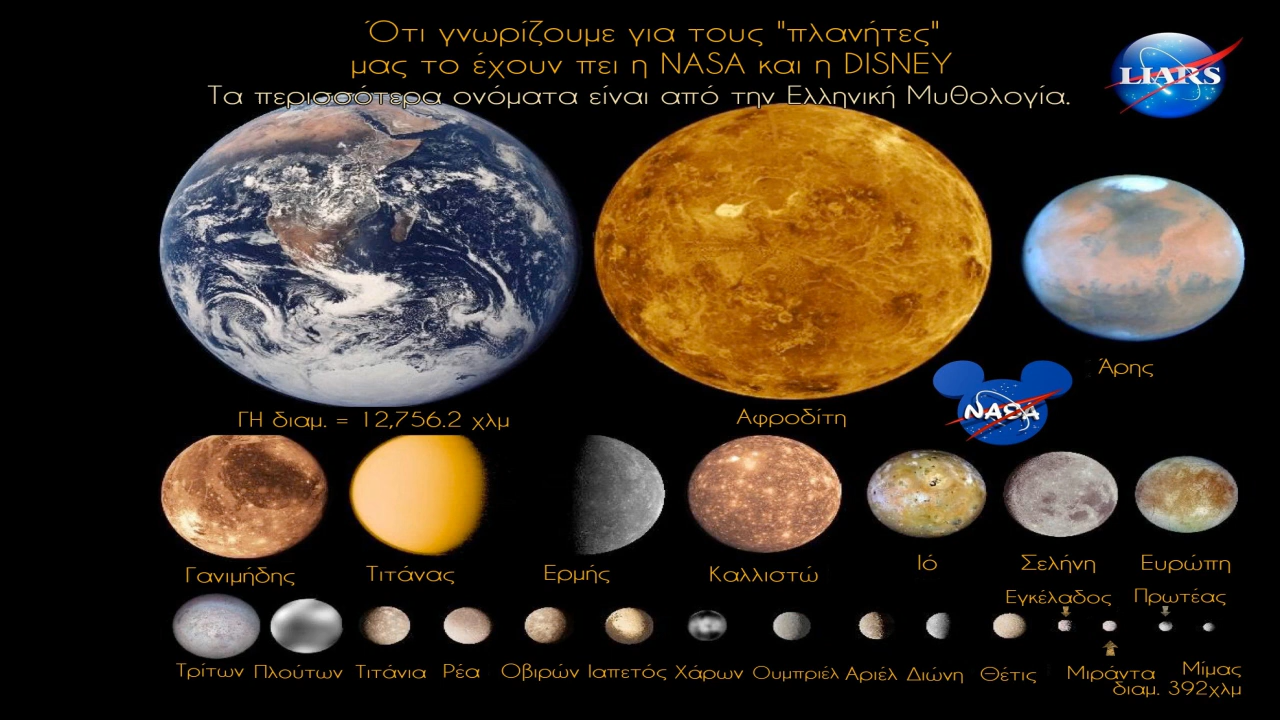 Ότι γνωρίζουμε για τους "πλανήτες"
μας το έχουν πει η NASA και η DISNEY
Τα περισσότερα ονόματα είναι από την Ελληνική Μυθολογία.
LIARS
Άρης
NASA
ΓΗ διαμ. = 12,756.2 χλμ
Αφροδίτη
Γανιμήδης Τιτάνας Ερμής Καλλιστώ Ιό Σελήνη Ευρώπη
Εγκέλαδος Πρωτέας
Τρίτων Πλούτων Τιτάνια Ρέα Οβιρών Ιαπετός Χάρων Ουμπριέλ Αριέλ Διώνη Θέτις Μιράντα Μίμας
διαμ. 392χλμ